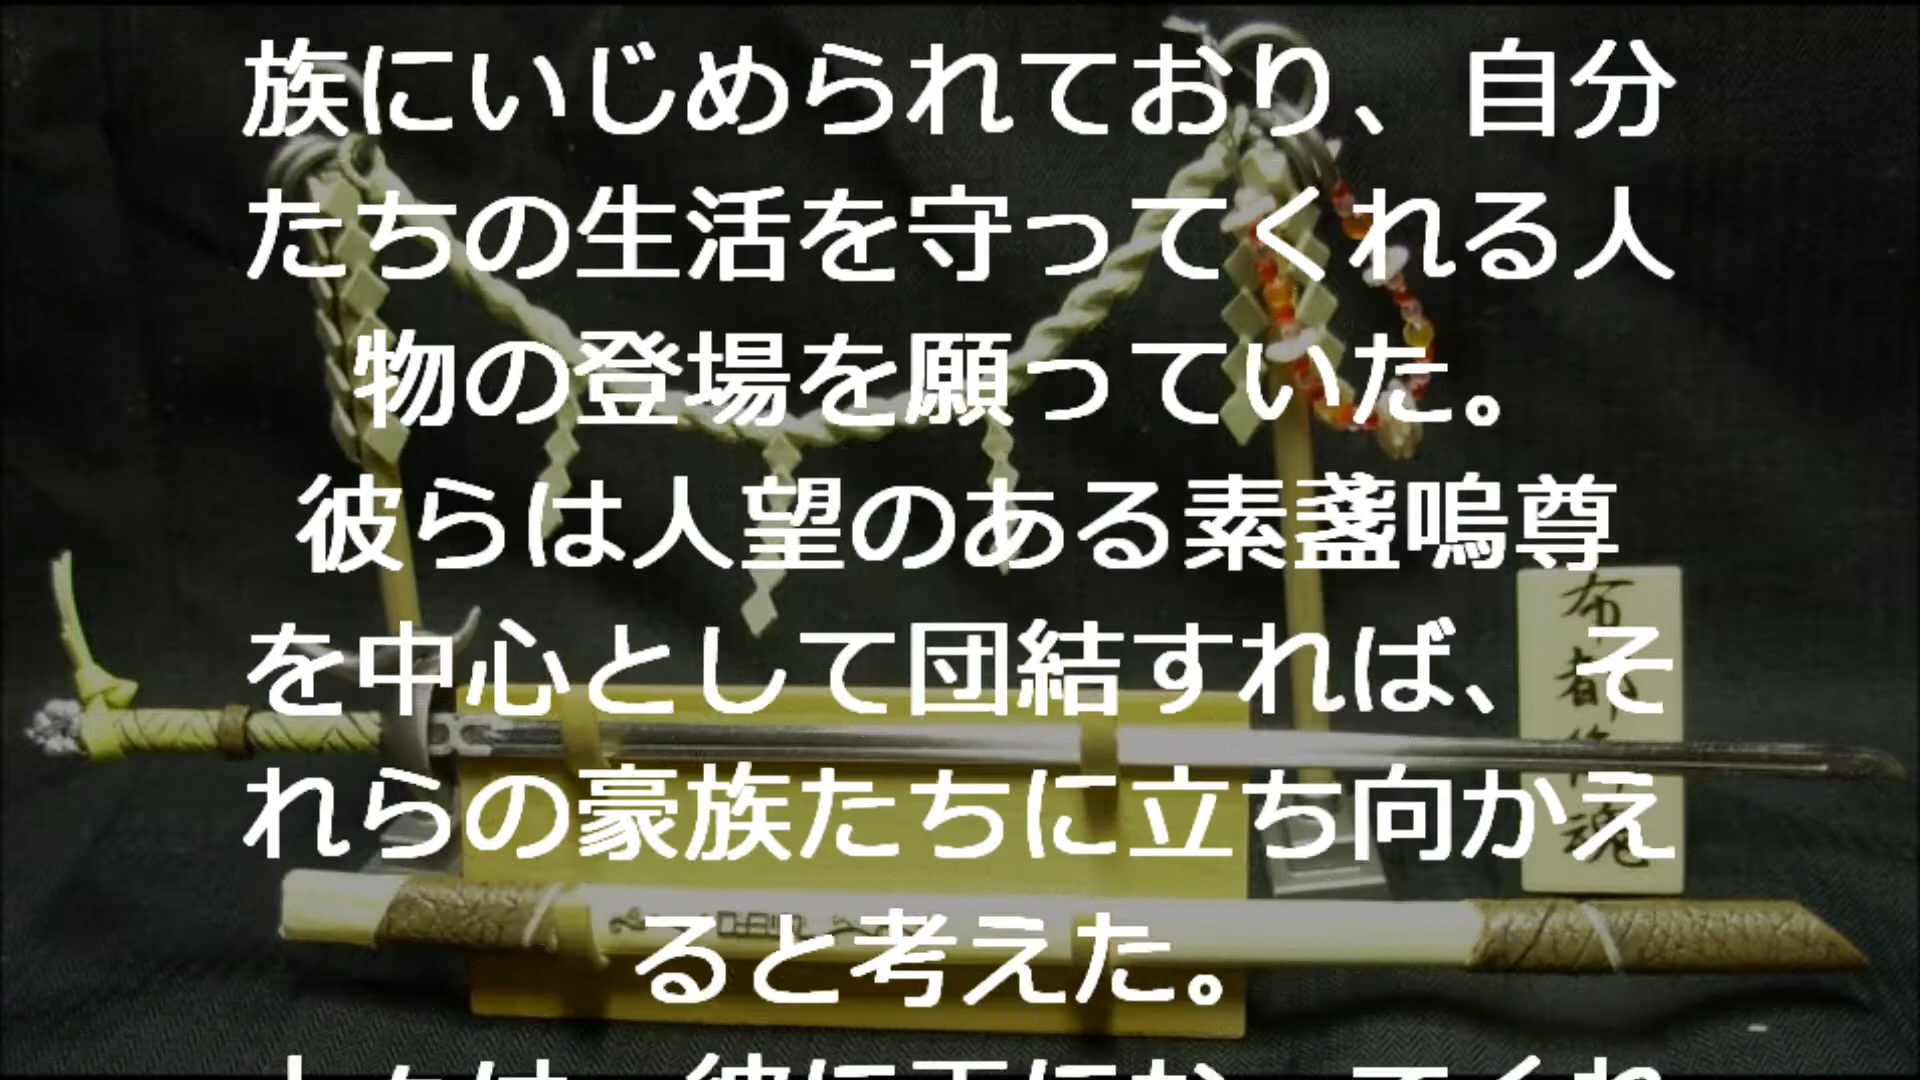 族にいじめられており、自分
たちの生活を守ってくれる人
物の登場を願っていた。
彼らは人望のある素盞嗚尊
を中心として団結すれば、そ
れらの豪族たちに立ち向かえ
ると考えた。
布都
魂